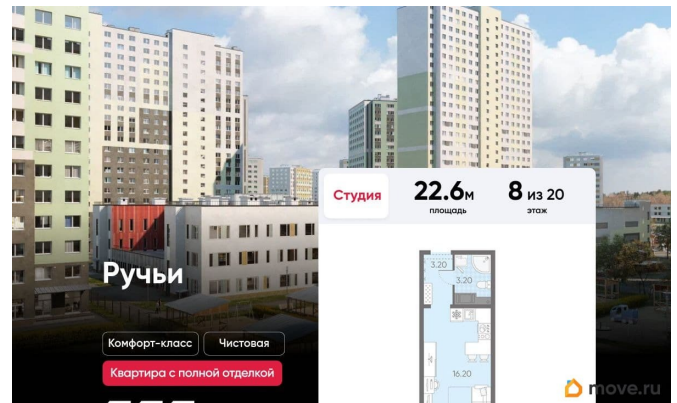 Студия
22.6м
площадь
8 из 20
этаж
3.20
3.20
Ручьи
Комфорт-класс
Чистовая
16.20
Квартира с полной отделкой
move.ru